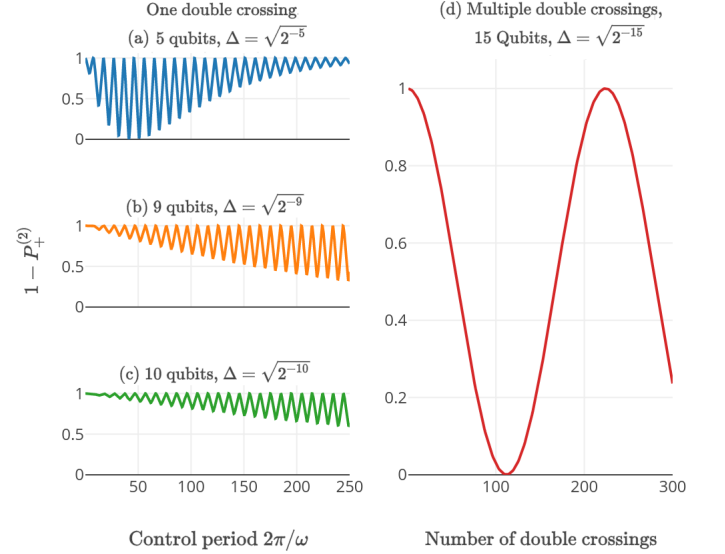 One double crossing
(a) 5 qubits, Δ = √2⁻⁵
1
0.5
0
(b) 9 qubits, Δ = √2⁻⁹
1
0.5
0
(c) 10 qubits, Δ = √2⁻¹⁰
1
0.5
0
50 100 150 200 250
1 − P₊⁽²⁾
Control period 2π/ω
(d) Multiple double crossings,
15 Qubits, Δ = √2⁻¹⁵
1
0.8
0.6
0.4
0.2
0
100 200 300
Number of double crossings